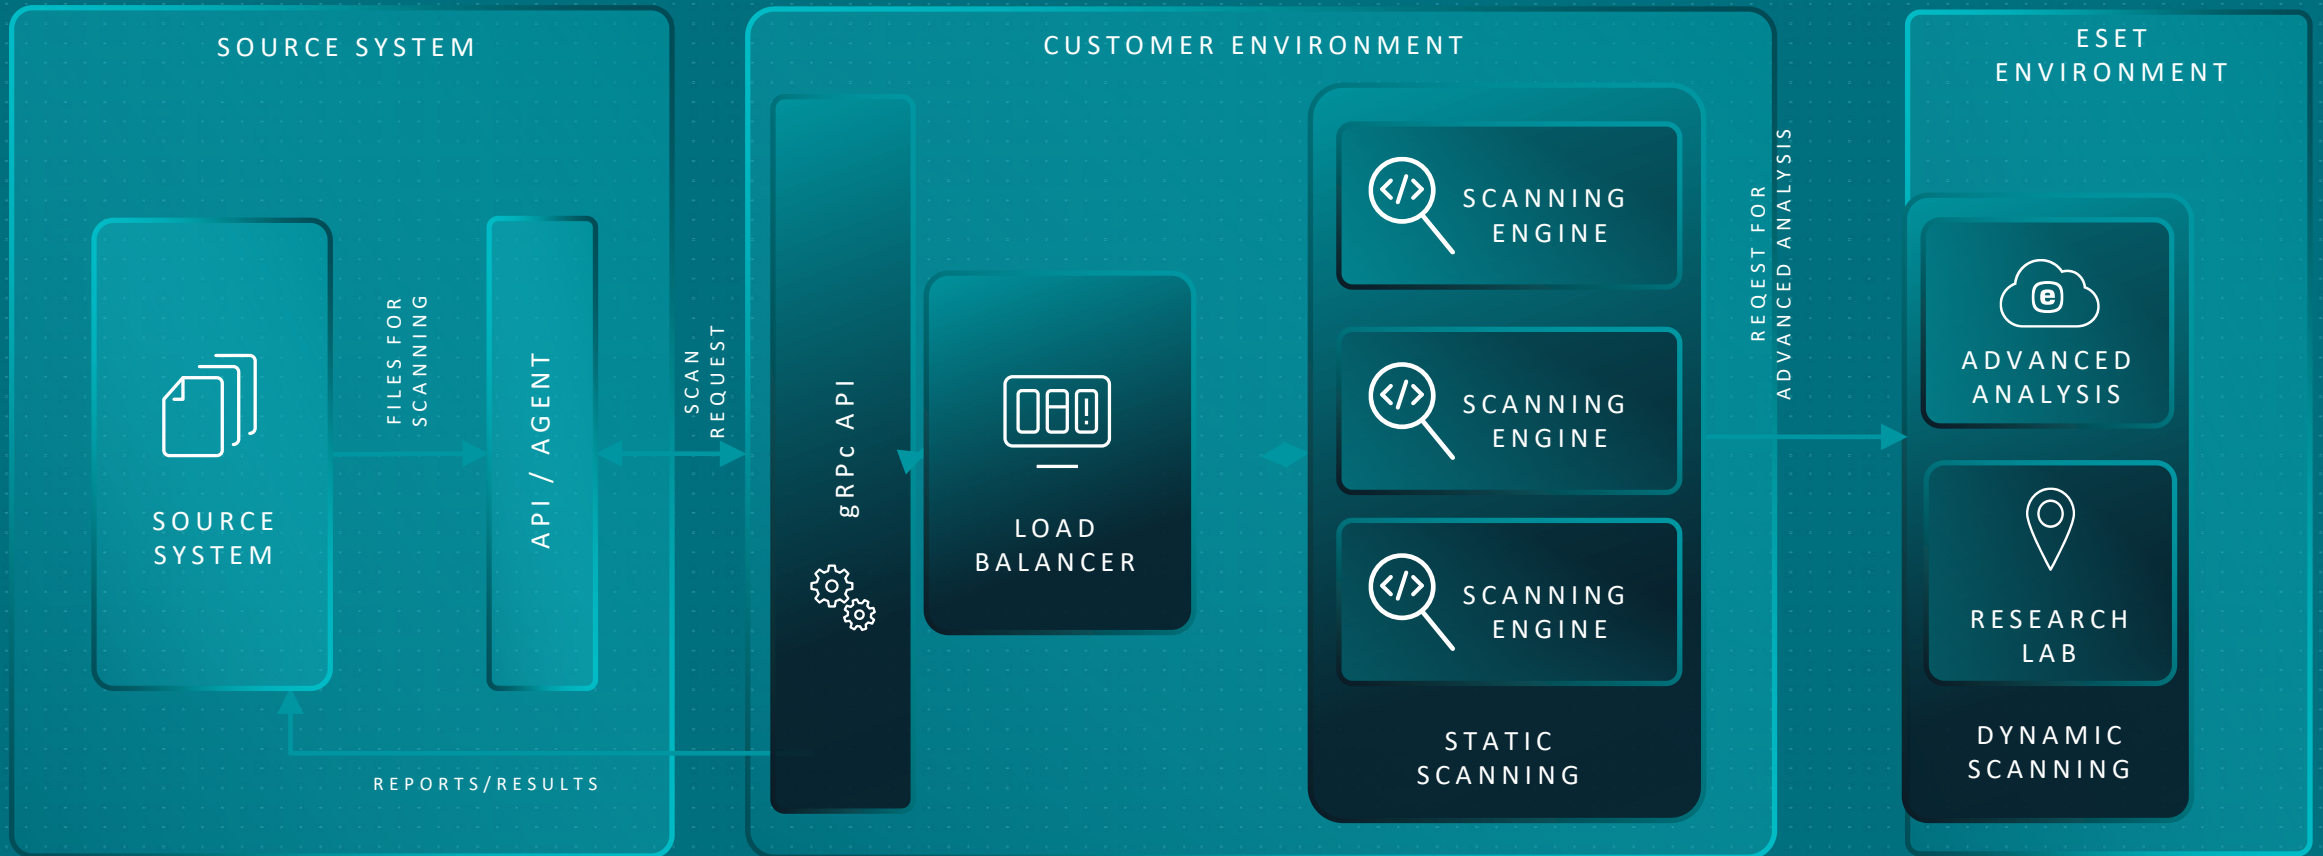 SOURCE SYSTEM
SOURCE
SYSTEM
FILES FOR
SCANNING
API / AGENT
REPORTS/RESULTS
SCAN
REQUEST
CUSTOMER ENVIRONMENT
gRPc API
LOAD
BALANCER
SCANNING
ENGINE
SCANNING
ENGINE
SCANNING
ENGINE
STATIC
SCANNING
REQEST FOR
ADVANCED ANALYSIS
ESET
ENVIRONMENT
e
ADVANCED
ANALYSIS
RESEARCH
LAB
DYNAMIC
SCANNING